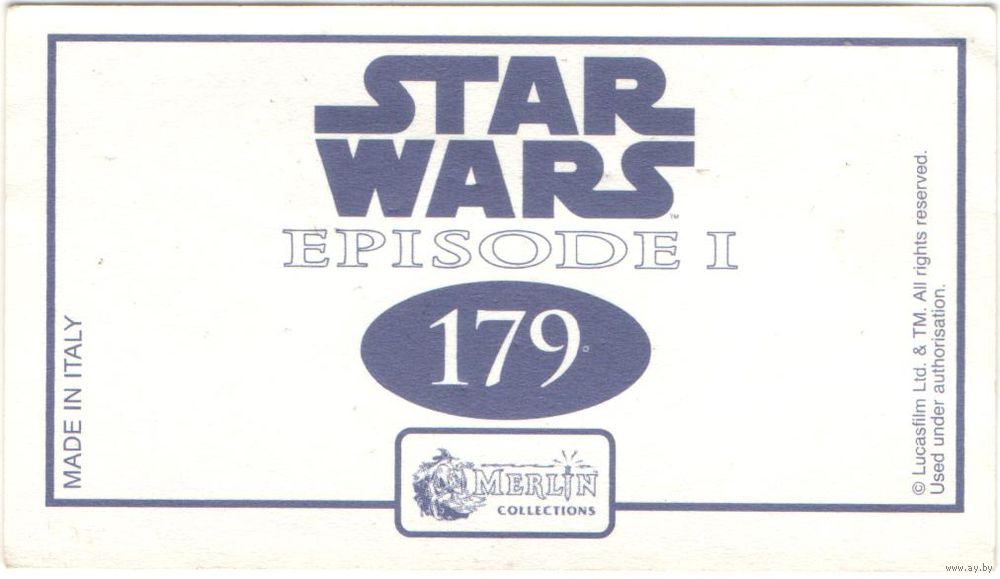 STAR
WARS
TM
EPISODE I
179
MERLIN
COLLECTIONS
MADE IN ITALY
© Lucasfilm Ltd. & TM. All rights reserved.
Used under authorisation.
www.ay.by